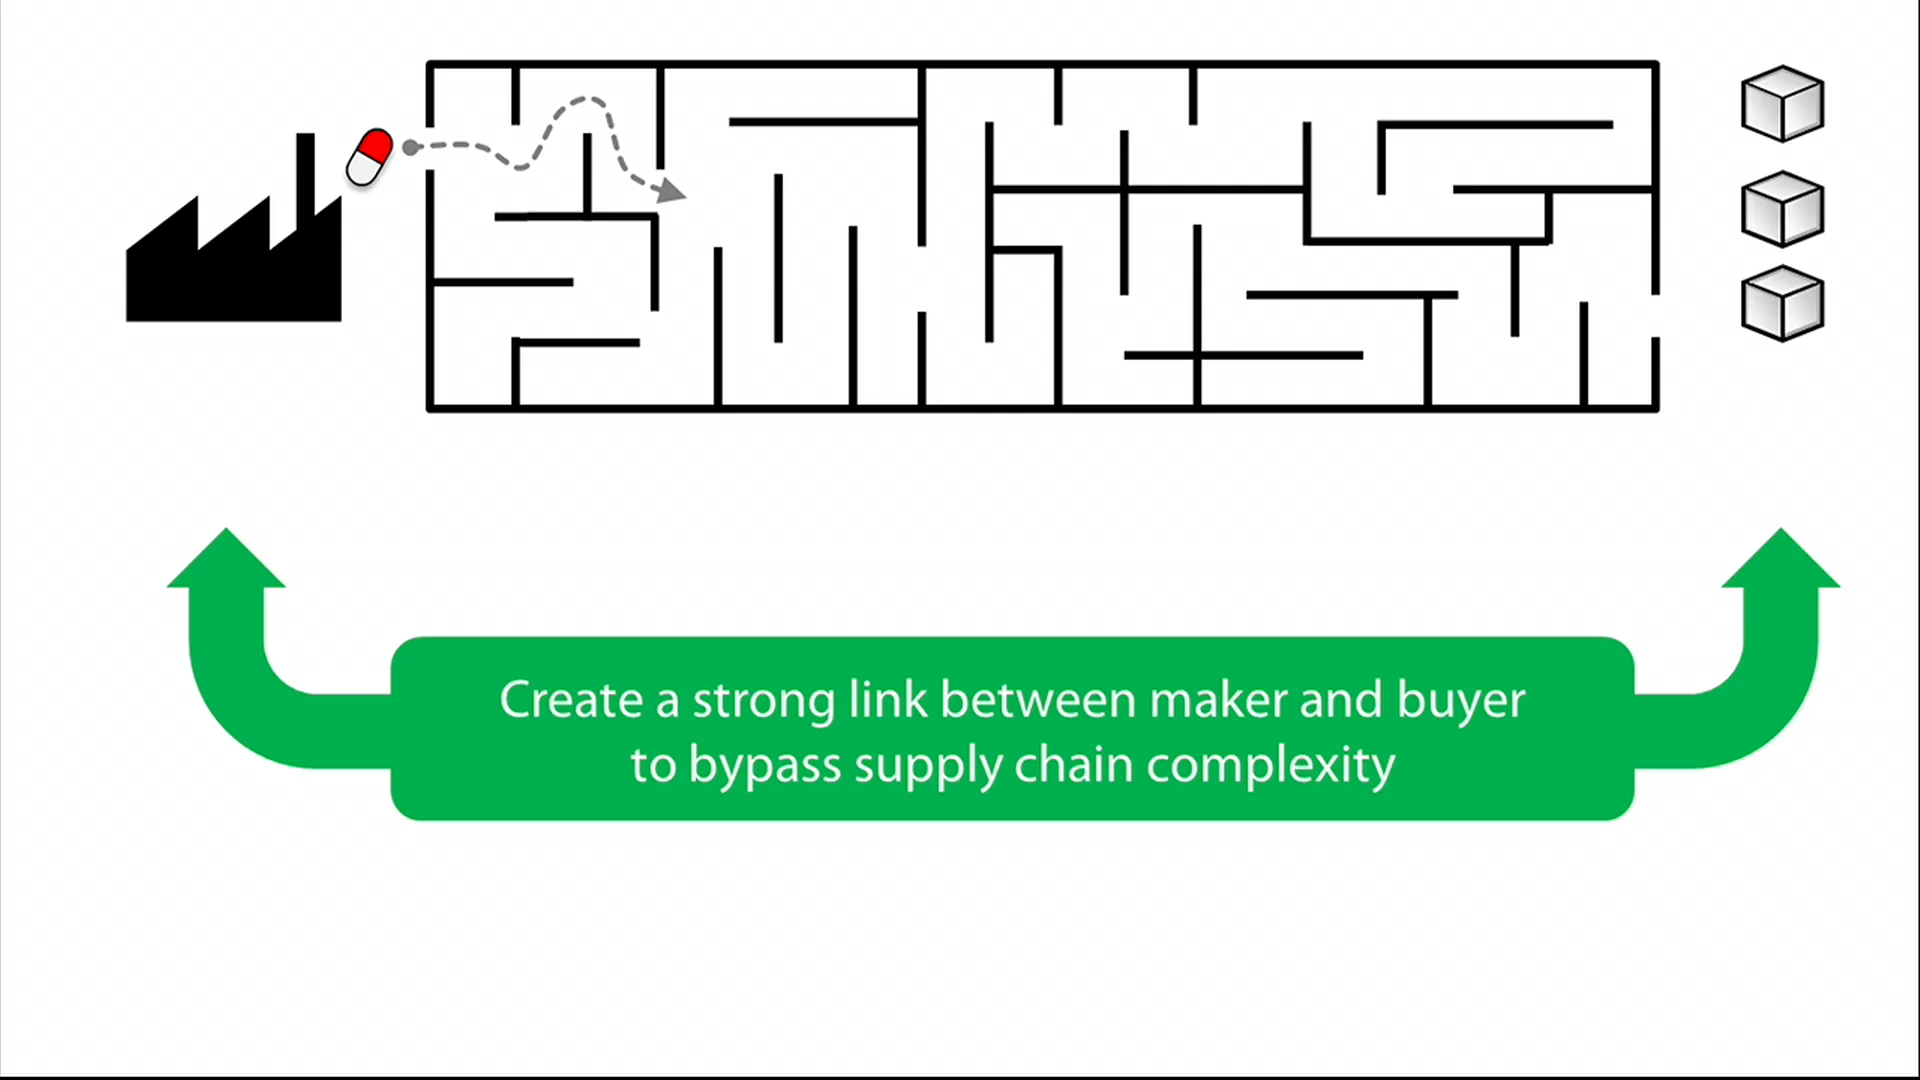 Create a strong link between maker and buyer
to bypass supply chain complexity